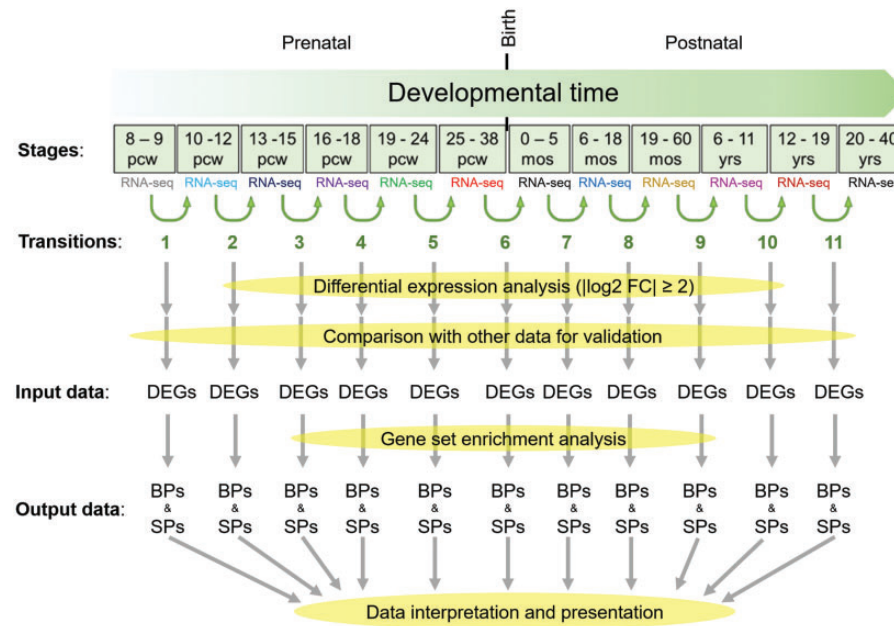 Prenatal
Birth
Postnatal
Developmental time
Stages:
8 – 9 pcw
10 -12 pcw
13 -15 pcw
16 -18 pcw
19 - 24 pcw
25 - 38 pcw
0 – 5 mos
6 - 18 mos
19 - 60 mos
6 - 11 yrs
12 - 19 yrs
20 - 40 yrs
RNA-seq RNA-seq RNA-seq RNA-seq RNA-seq RNA-seq RNA-seq RNA-seq RNA-seq RNA-seq RNA-seq RNA-seq
Transitions: 1 2 3 4 5 6 7 8 9 10 11
Differential expression analysis (|log2 FC| ≥ 2)
Comparison with other data for validation
Input data: DEGs DEGs DEGs DEGs DEGs DEGs DEGs DEGs DEGs DEGs DEGs
Gene set enrichment analysis
Output data:
BPs BPs BPs BPs BPs BPs BPs BPs BPs BPs BPs
& & & & & & & & & & &
SPs SPs SPs SPs SPs SPs SPs SPs SPs SPs SPs
Data interpretation and presentation